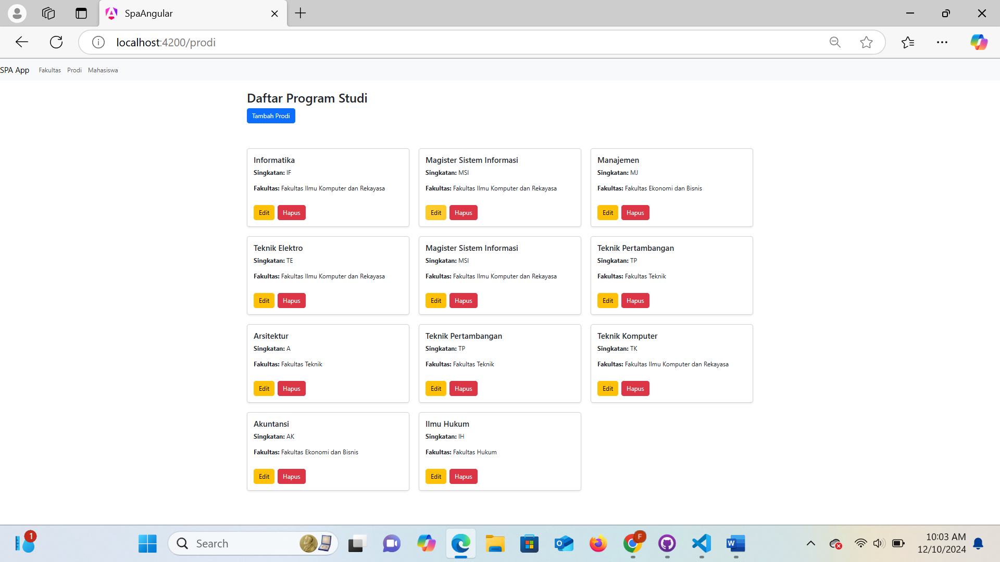 SpaAngular
localhost:4200/prodi
SPA App Fakultas Prodi Mahasiswa
Daftar Program Studi
Tambah Prodi
Informatika
Singkatan: IF
Fakultas: Fakultas Ilmu Komputer dan Rekayasa
Edit Hapus
Magister Sistem Informasi
Singkatan: MSI
Fakultas: Fakultas Ilmu Komputer dan Rekayasa
Edit Hapus
Manajemen
Singkatan: MJ
Fakultas: Fakultas Ekonomi dan Bisnis
Edit Hapus
Teknik Elektro
Singkatan: TE
Fakultas: Fakultas Ilmu Komputer dan Rekayasa
Edit Hapus
Magister Sistem Informasi
Singkatan: MSI
Fakultas: Fakultas Ilmu Komputer dan Rekayasa
Edit Hapus
Teknik Pertambangan
Singkatan: TP
Fakultas: Fakultas Teknik
Edit Hapus
Arsitektur
Singkatan: A
Fakultas: Fakultas Teknik
Edit Hapus
Teknik Pertambangan
Singkatan: TP
Fakultas: Fakultas Teknik
Edit Hapus
Teknik Komputer
Singkatan: TK
Fakultas: Fakultas Ilmu Komputer dan Rekayasa
Edit Hapus
Akuntansi
Singkatan: AK
Fakultas: Fakultas Ekonomi dan Bisnis
Edit Hapus
Ilmu Hukum
Singkatan: IH
Fakultas: Fakultas Hukum
Edit Hapus
1
Search
F
10:03 AM
12/10/2024